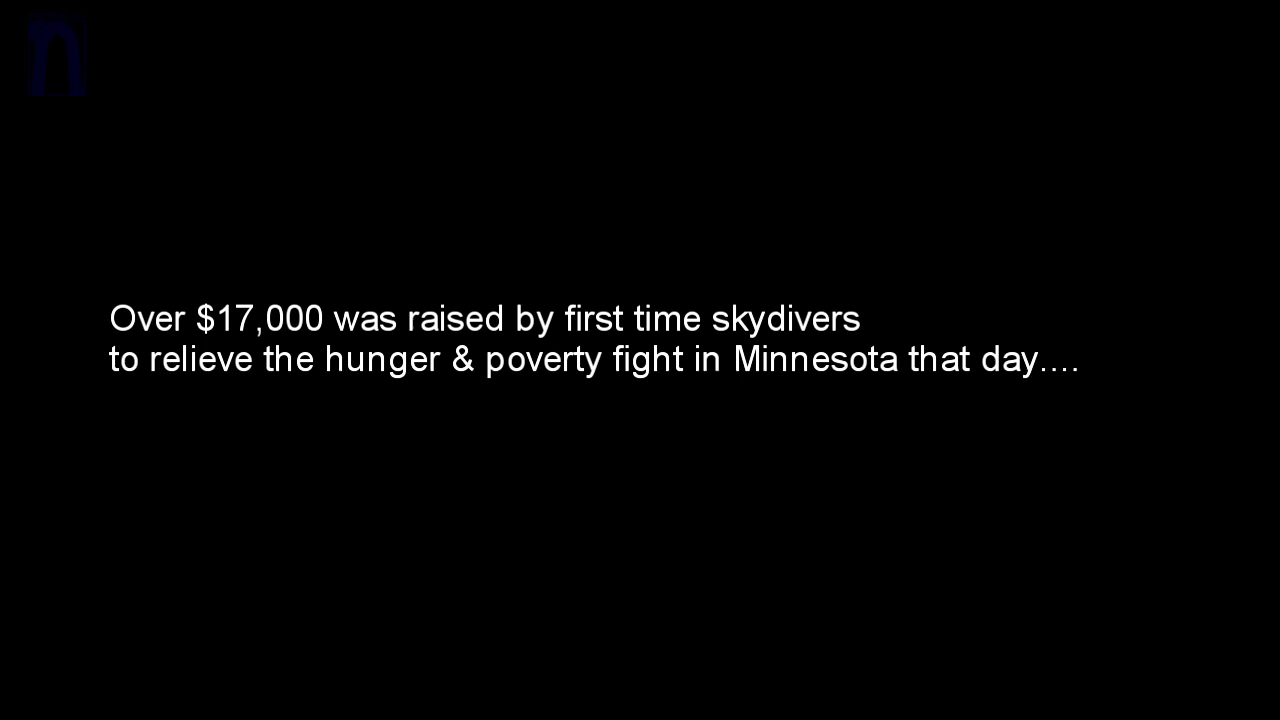 Over $17,000 was raised by first time skydivers
to relieve the hunger & poverty fight in Minnesota that day....